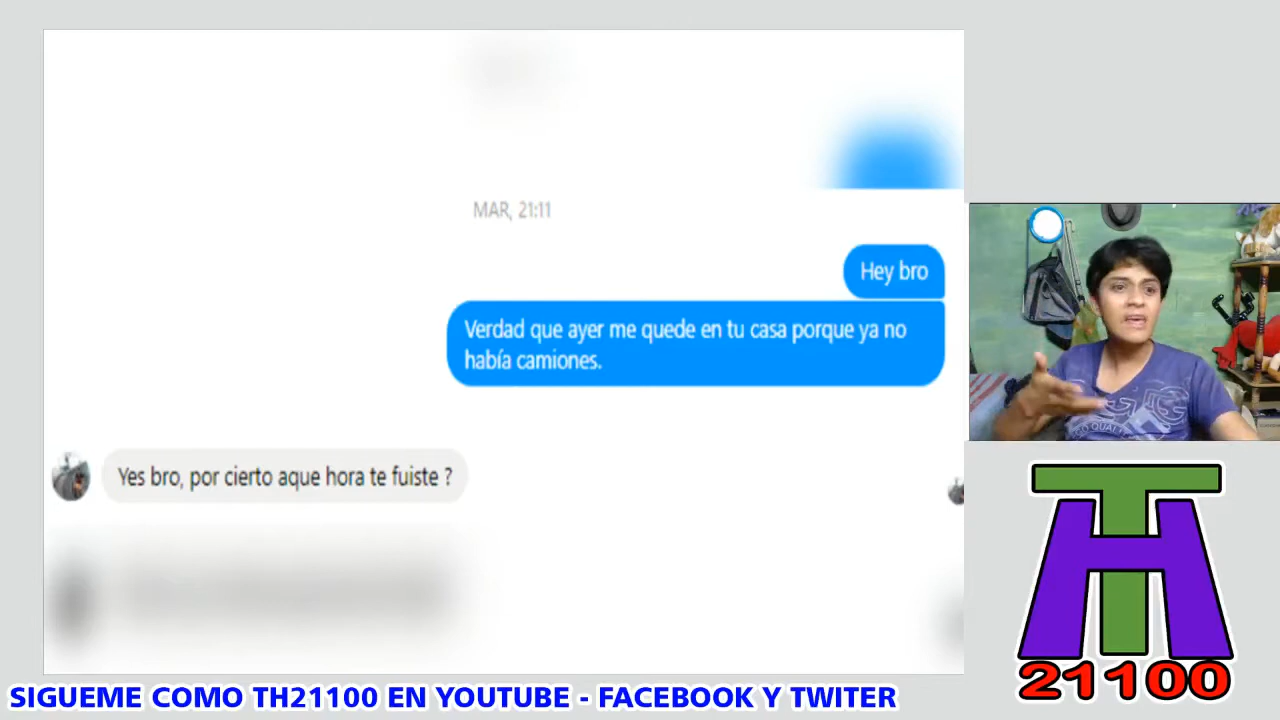 MAR, 21:11
Hey bro
Verdad que ayer me quede en tu casa porque ya no
había camiones.
Yes bro, por cierto aque hora te fuiste ?
TH
21100
SIGUEME COMO TH21100 EN YOUTUBE - FACEBOOK Y TWITER